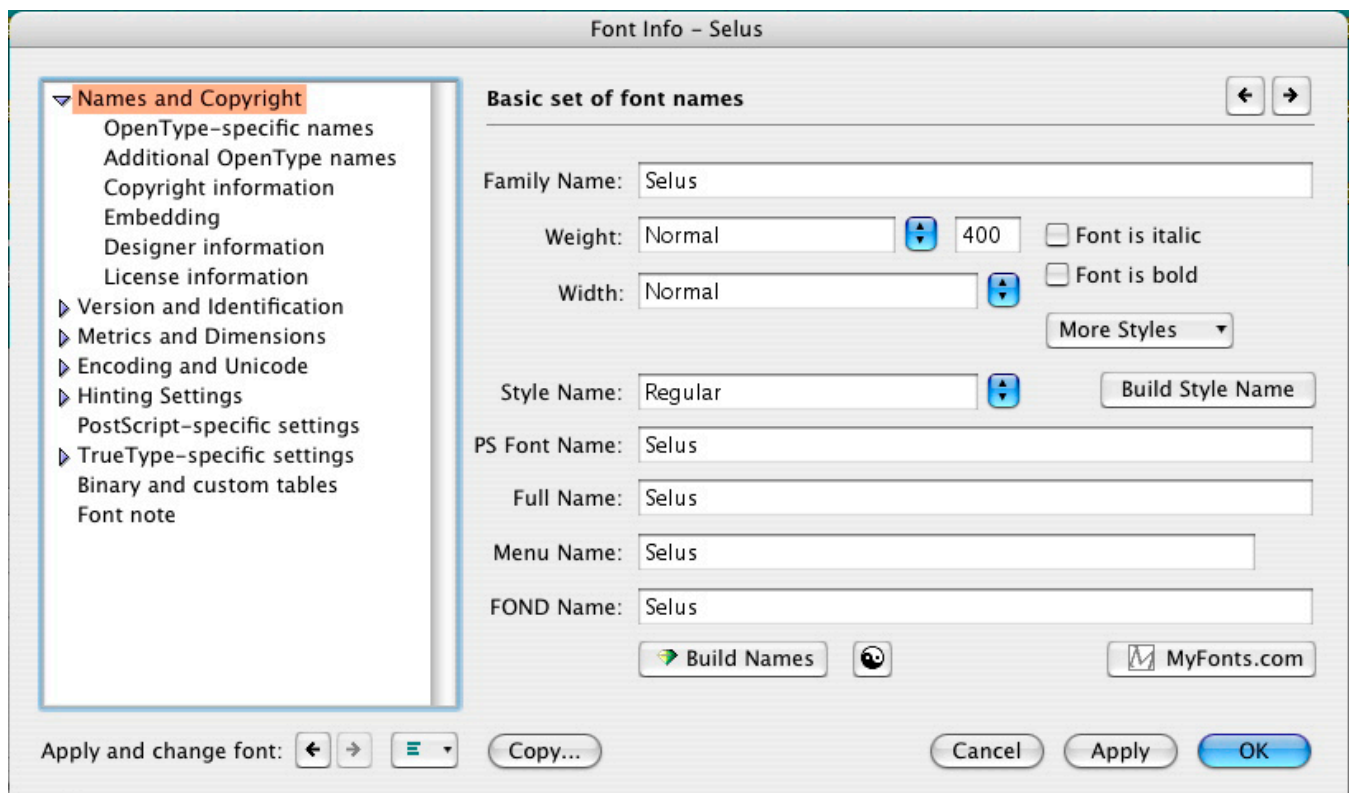 Font Info – Selus
Names and Copyright
OpenType-specific names
Additional OpenType names
Copyright information
Embedding
Designer information
License information
Version and Identification
Metrics and Dimensions
Encoding and Unicode
Hinting Settings
PostScript-specific settings
TrueType-specific settings
Binary and custom tables
Font note
Basic set of font names
Family Name: Selus
Weight: Normal 400 Font is italic
Width: Normal Font is bold
More Styles
Style Name: Regular Build Style Name
PS Font Name: Selus
Full Name: Selus
Menu Name: Selus
FOND Name: Selus
Build Names MyFonts.com
Apply and change font: Copy... Cancel Apply OK